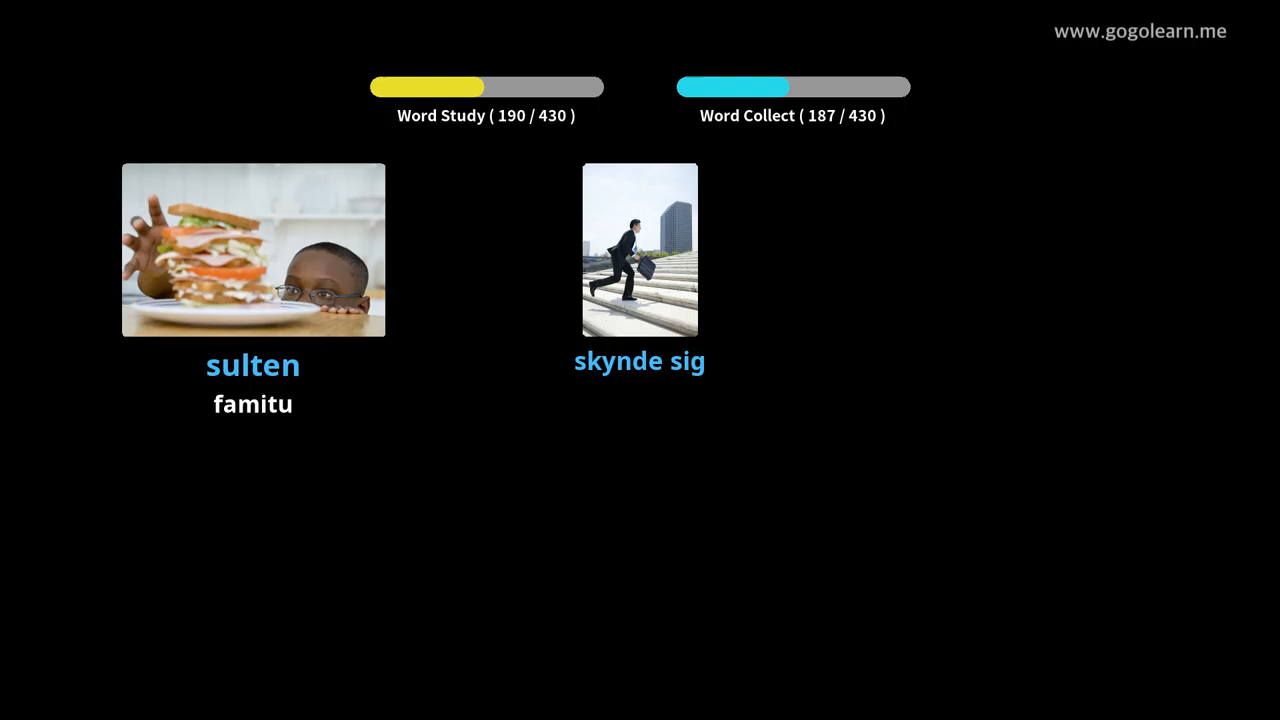 www.gogolearn.me
Word Study ( 190 / 430 )
Word Collect ( 187 / 430 )
sulten
famitu
skynde sig